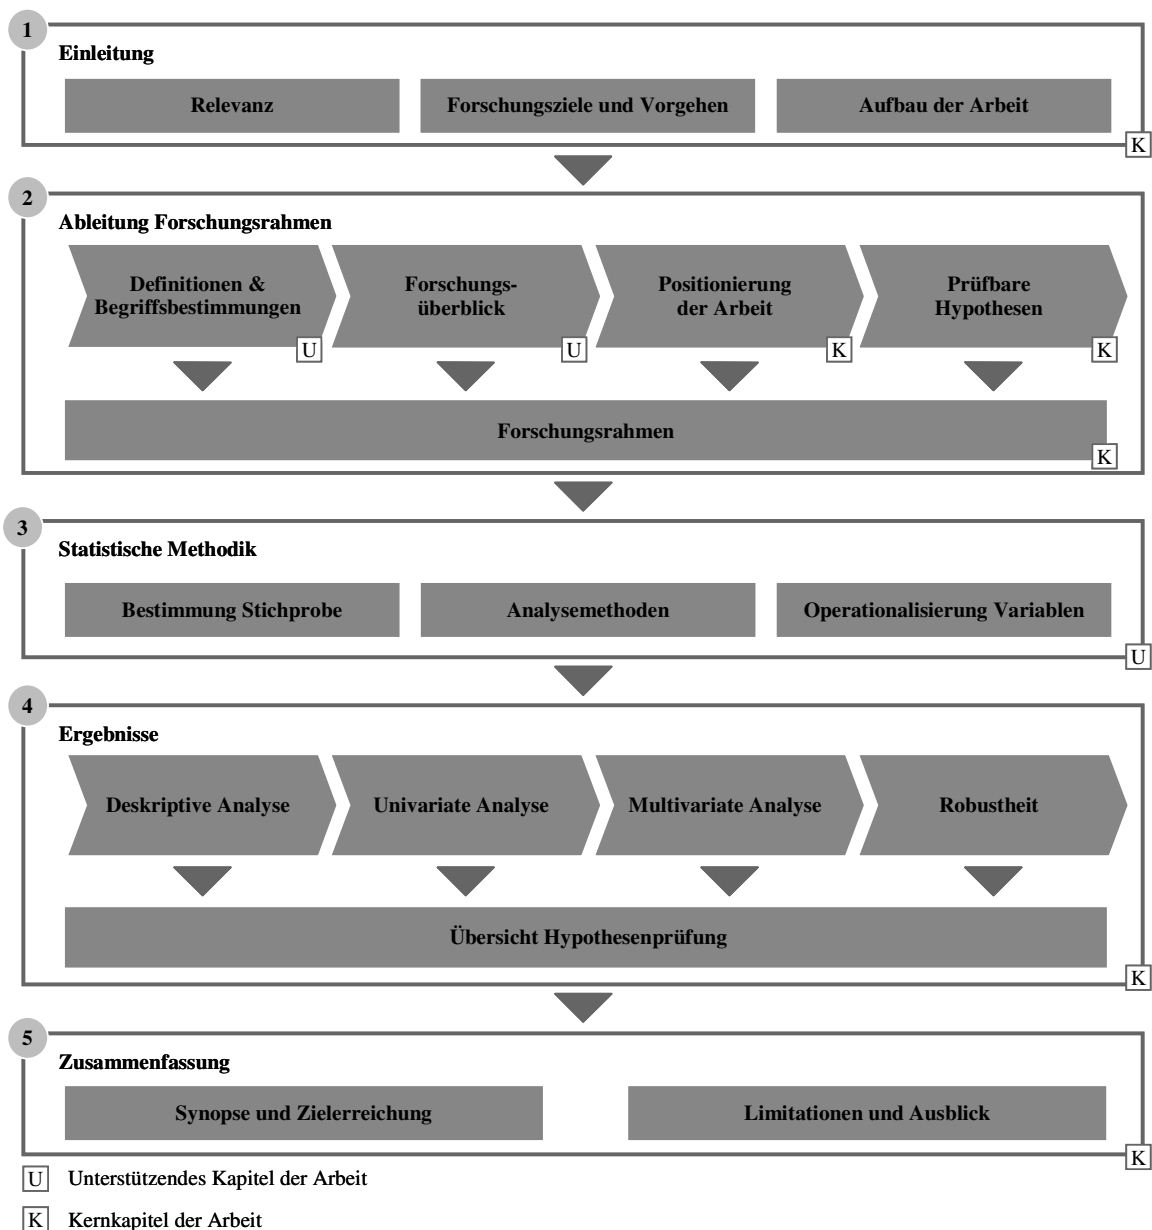 1
Einleitung
Relevanz
Forschungsziele und Vorgehen
Aufbau der Arbeit
K
2
Ableitung Forschungsrahmen
Definitionen &
Begriffsbestimmungen
U
Forschungs-
überblick
U
Positionierung
der Arbeit
K
Prüfbare
Hypothesen
K
Forschungsrahmen
K
3
Statistische Methodik
Bestimmung Stichprobe
Analysemethoden
Operationalisierung Variablen
U
4
Ergebnisse
Deskriptive Analyse
Univariate Analyse
Multivariate Analyse
Robustheit
Übersicht Hypothesenprüfung
K
5
Zusammenfassung
Synopse und Zielerreichung
Limitationen und Ausblick
K
U Unterstützendes Kapitel der Arbeit
K Kernkapitel der Arbeit